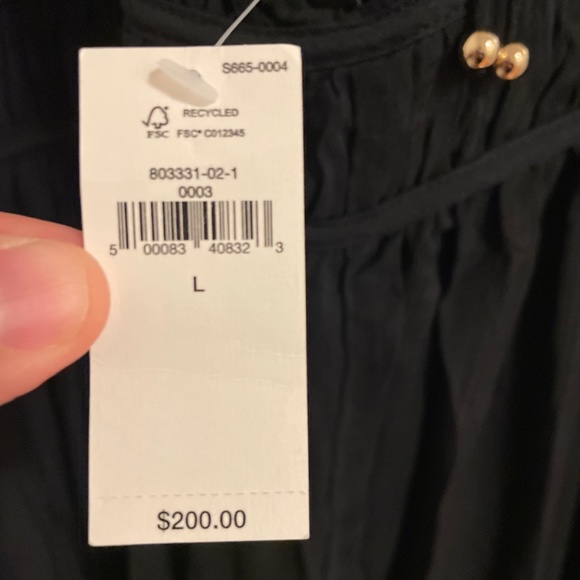 S665-0004
RECYCLED
FSC FSC® C012345
803331-02-1
0003
5 00083 40832 3
L
$200.00